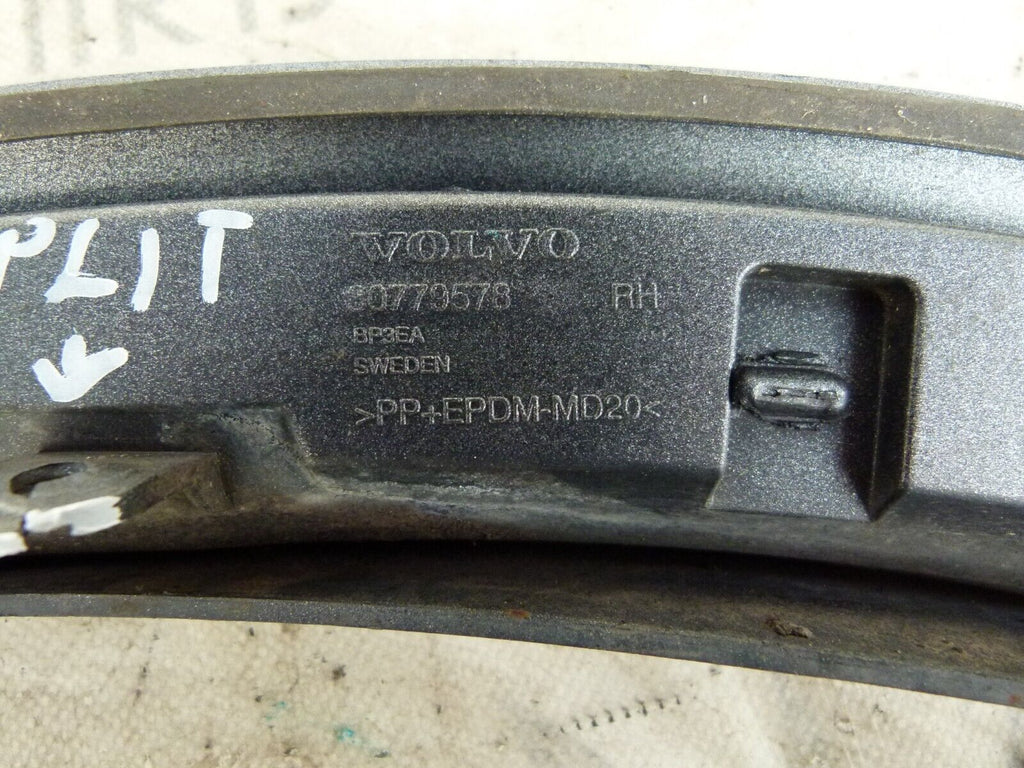 VOLVO
30779578 RH
BP3EA
SWEDEN
>PP+EPDM-MD20<
PLIT